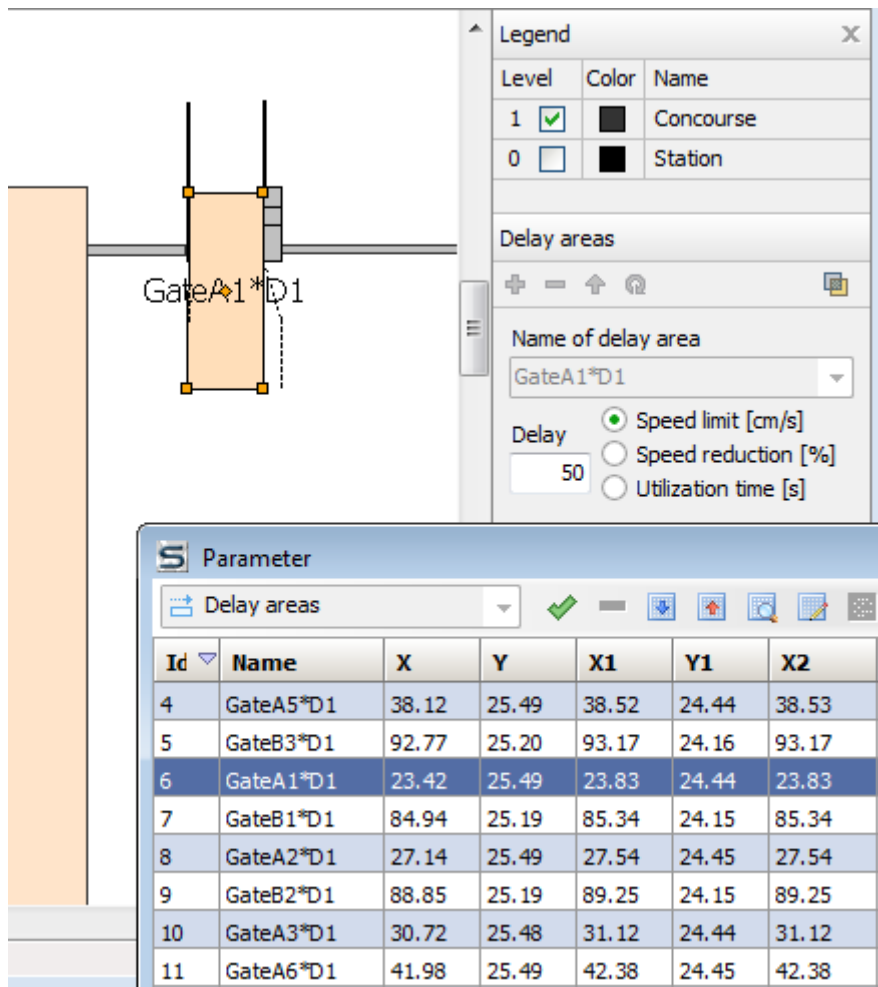 Legend X
Level Color Name
1 Concourse
0 Station
Delay areas
GateA1*D1
Name of delay area
GateA1*D1
Delay
50
Speed limit [cm/s]
Speed reduction [%]
Utilization time [s]
S Parameter
Delay areas
Id Name X Y X1 Y1 X2
4 GateA5*D1 38.12 25.49 38.52 24.44 38.53
5 GateB3*D1 92.77 25.20 93.17 24.16 93.17
6 GateA1*D1 23.42 25.49 23.83 24.44 23.83
7 GateB1*D1 84.94 25.19 85.34 24.15 85.34
8 GateA2*D1 27.14 25.49 27.54 24.45 27.54
9 GateB2*D1 88.85 25.19 89.25 24.15 89.25
10 GateA3*D1 30.72 25.48 31.12 24.44 31.12
11 GateA6*D1 41.98 25.49 42.38 24.45 42.38